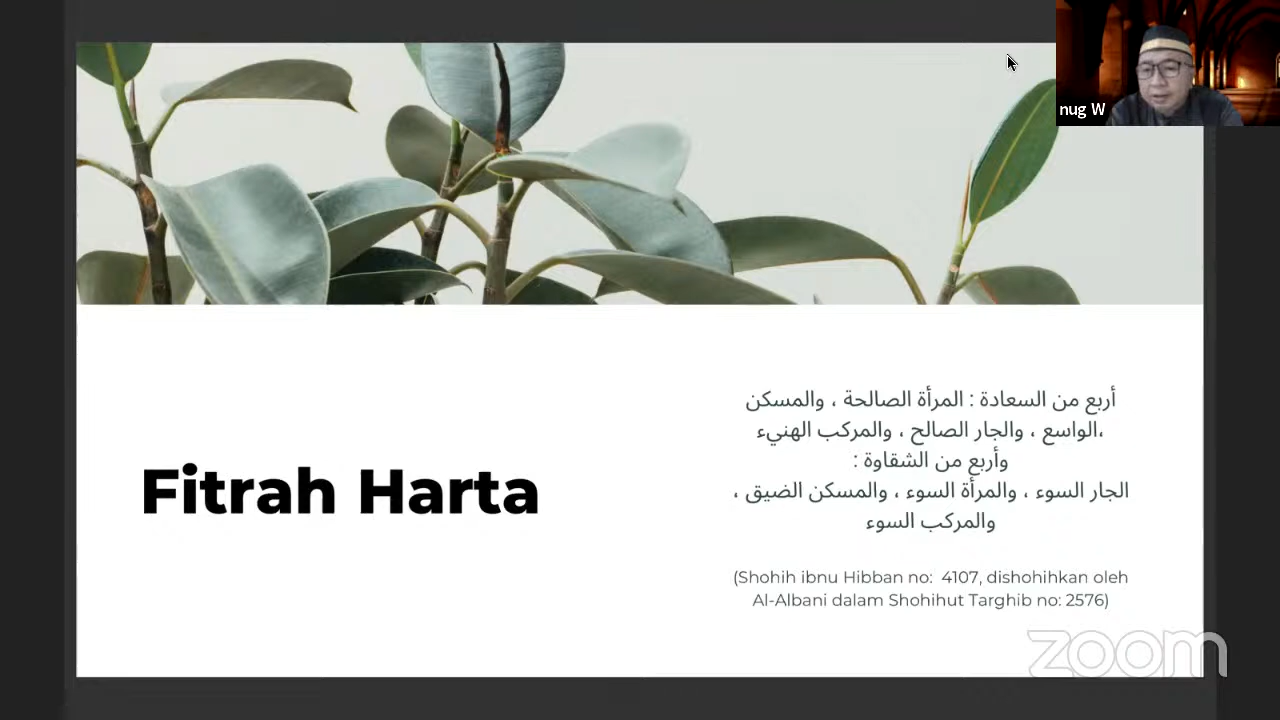 nug W
Fitrah Harta
أربع من السعادة : المرأة الصالحة ، والمسكن
الواسع ، والجار الصالح ، والمركب الهنيء،
وأربع من الشقاوة :
الجار السوء ، والمرأة السوء ، والمسكن الضيق ،
والمركب السوء
(Shohih ibnu Hibban no: 4107, dishohihkan oleh
Al-Albani dalam Shohihut Targhib no: 2576)
zoom